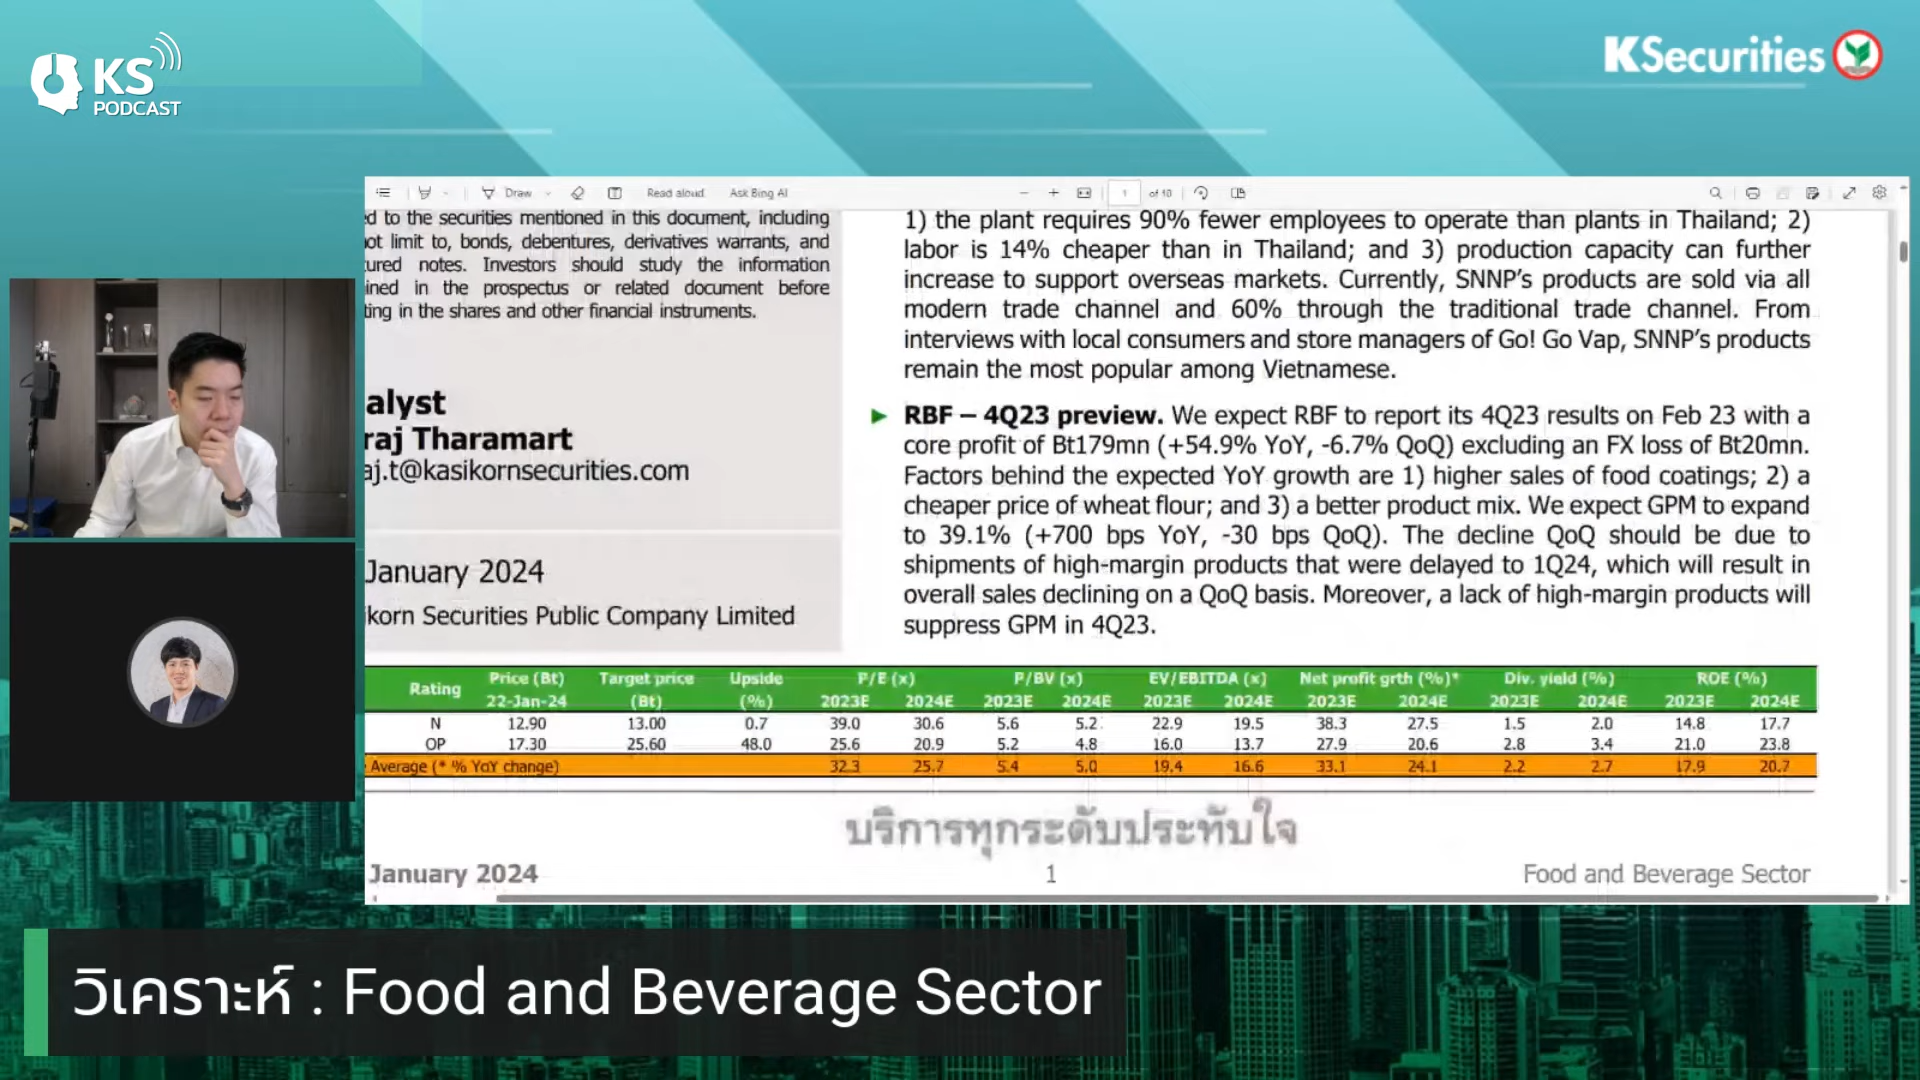 KS
PODCAST
KSecurities
Draw
Read aloud
Ask Bing AI
1
of 10
ed to the securities mentioned in this document, including
not limit to, bonds, debentures, derivatives warrants, and
tured notes. Investors should study the information
ined in the prospectus or related document before
ting in the shares and other financial instruments.
alyst
raj Tharamart
aj.t@kasikornsecurities.com
January 2024
ikorn Securities Public Company Limited
1) the plant requires 90% fewer employees to operate than plants in Thailand; 2)
labor is 14% cheaper than in Thailand; and 3) production capacity can further
increase to support overseas markets. Currently, SNNP's products are sold via all
modern trade channel and 60% through the traditional trade channel. From
interviews with local consumers and store managers of Go! Go Vap, SNNP's products
remain the most popular among Vietnamese.
► RBF – 4Q23 preview. We expect RBF to report its 4Q23 results on Feb 23 with a
core profit of Bt179mn (+54.9% YoY, -6.7% QoQ) excluding an FX loss of Bt20mn.
Factors behind the expected YoY growth are 1) higher sales of food coatings; 2) a
cheaper price of wheat flour; and 3) a better product mix. We expect GPM to expand
to 39.1% (+700 bps YoY, -30 bps QoQ). The decline QoQ should be due to
shipments of high-margin products that were delayed to 1Q24, which will result in
overall sales declining on a QoQ basis. Moreover, a lack of high-margin products will
suppress GPM in 4Q23.
Rating Price (Bt) Target price Upside P/E (x) P/BV (x) EV/EBITDA (x) Net profit grth (%)* Div. yield (%) ROE (%)
22-Jan-24 (Bt) (%) 2023E 2024E 2023E 2024E 2023E 2024E 2023E 2024E 2023E 2024E 2023E 2024E
N 12.90 13.00 0.7 39.0 30.6 5.6 5.2 22.9 19.5 38.3 27.5 1.5 2.0 14.8 17.7
OP 17.30 25.60 48.0 25.6 20.9 5.2 4.8 16.0 13.7 27.9 20.6 2.8 3.4 21.0 23.8
Average (* % YoY change) 32.3 25.7 5.4 5.0 19.4 16.6 33.1 24.1 2.2 2.7 17.9 20.7
บริการทุกระดับประทับใจ
January 2024
1
Food and Beverage Sector
วิเคราะห์ : Food and Beverage Sector